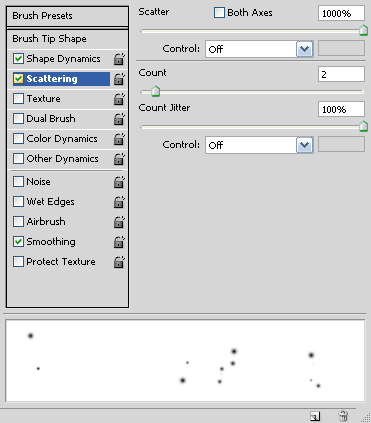 Brush Presets
Brush Tip Shape
Shape Dynamics
Scattering
Texture
Dual Brush
Color Dynamics
Other Dynamics
Noise
Wet Edges
Airbrush
Smoothing
Protect Texture
Scatter
Both Axes
1000%
Control: Off
Count
2
Count Jitter
100%
Control: Off